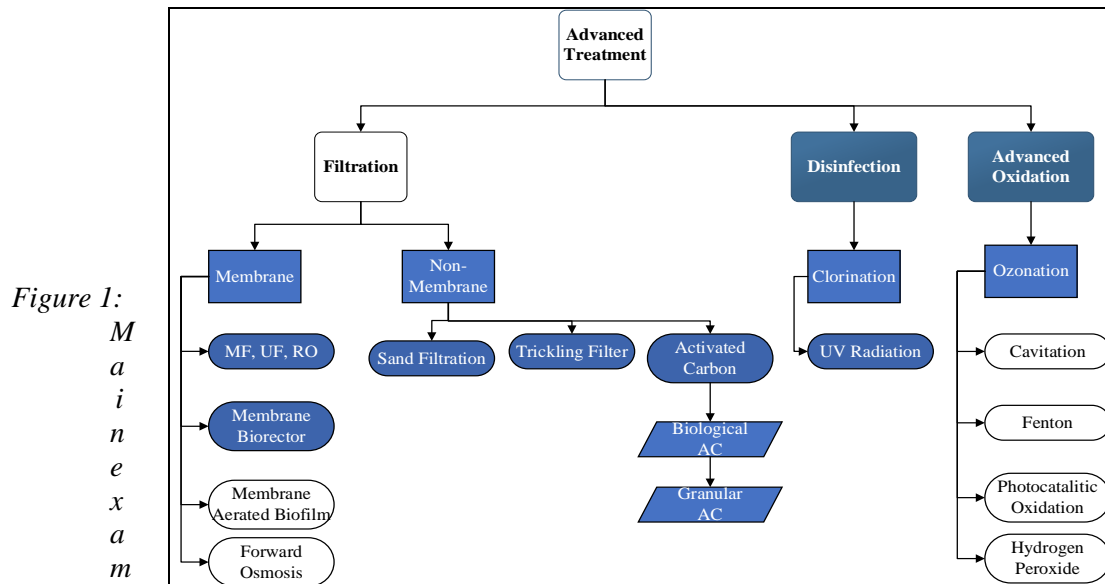 Advanced
Treatment
Filtration
Disinfection
Advanced
Oxidation
Membrane
Non-
Membrane
Clorination
Ozonation
Figure 1:
M
a
i
n
e
x
a
m
MF, UF, RO
Sand Filtration
Trickling Filter
Activated
Carbon
UV Radiation
Cavitation
Membrane
Biorector
Biological
AC
Fenton
Membrane
Aerated Biofilm
Granular
AC
Photocatalitic
Oxidation
Forward
Osmosis
Hydrogen
Peroxide